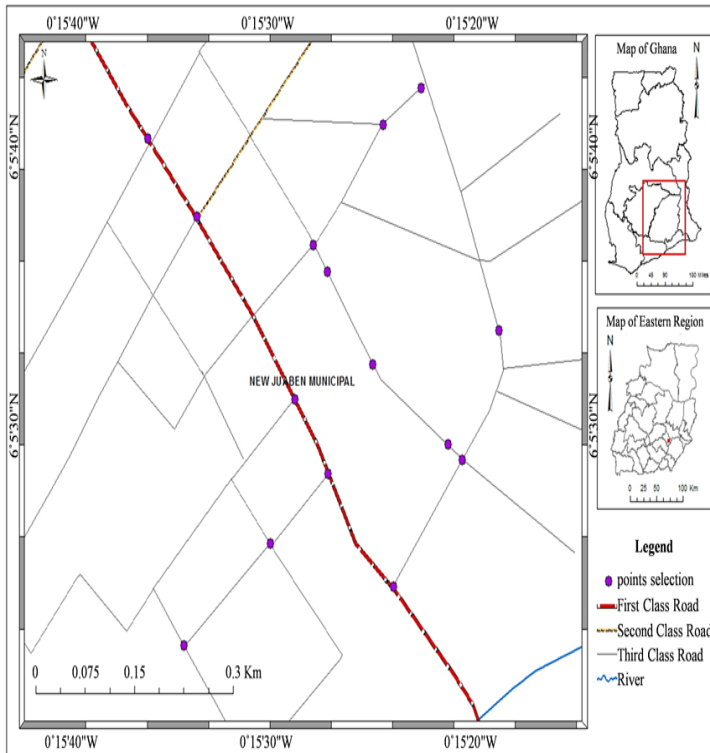 0°15'40"W 0°15'30"W 0°15'20"W
N
6°5'40"N
6°5'40"N
NEW JUABEN MUNICIPAL
6°5'30"N
6°5'30"N
0 0.075 0.15 0.3 Km
0°15'40"W 0°15'30"W 0°15'20"W
Map of Ghana
N
0 45 90 180 Miles
Map of Eastern Region
N
0 25 50 75 100 Km
Legend
points selection
First Class Road
Second Class Road
Third Class Road
River